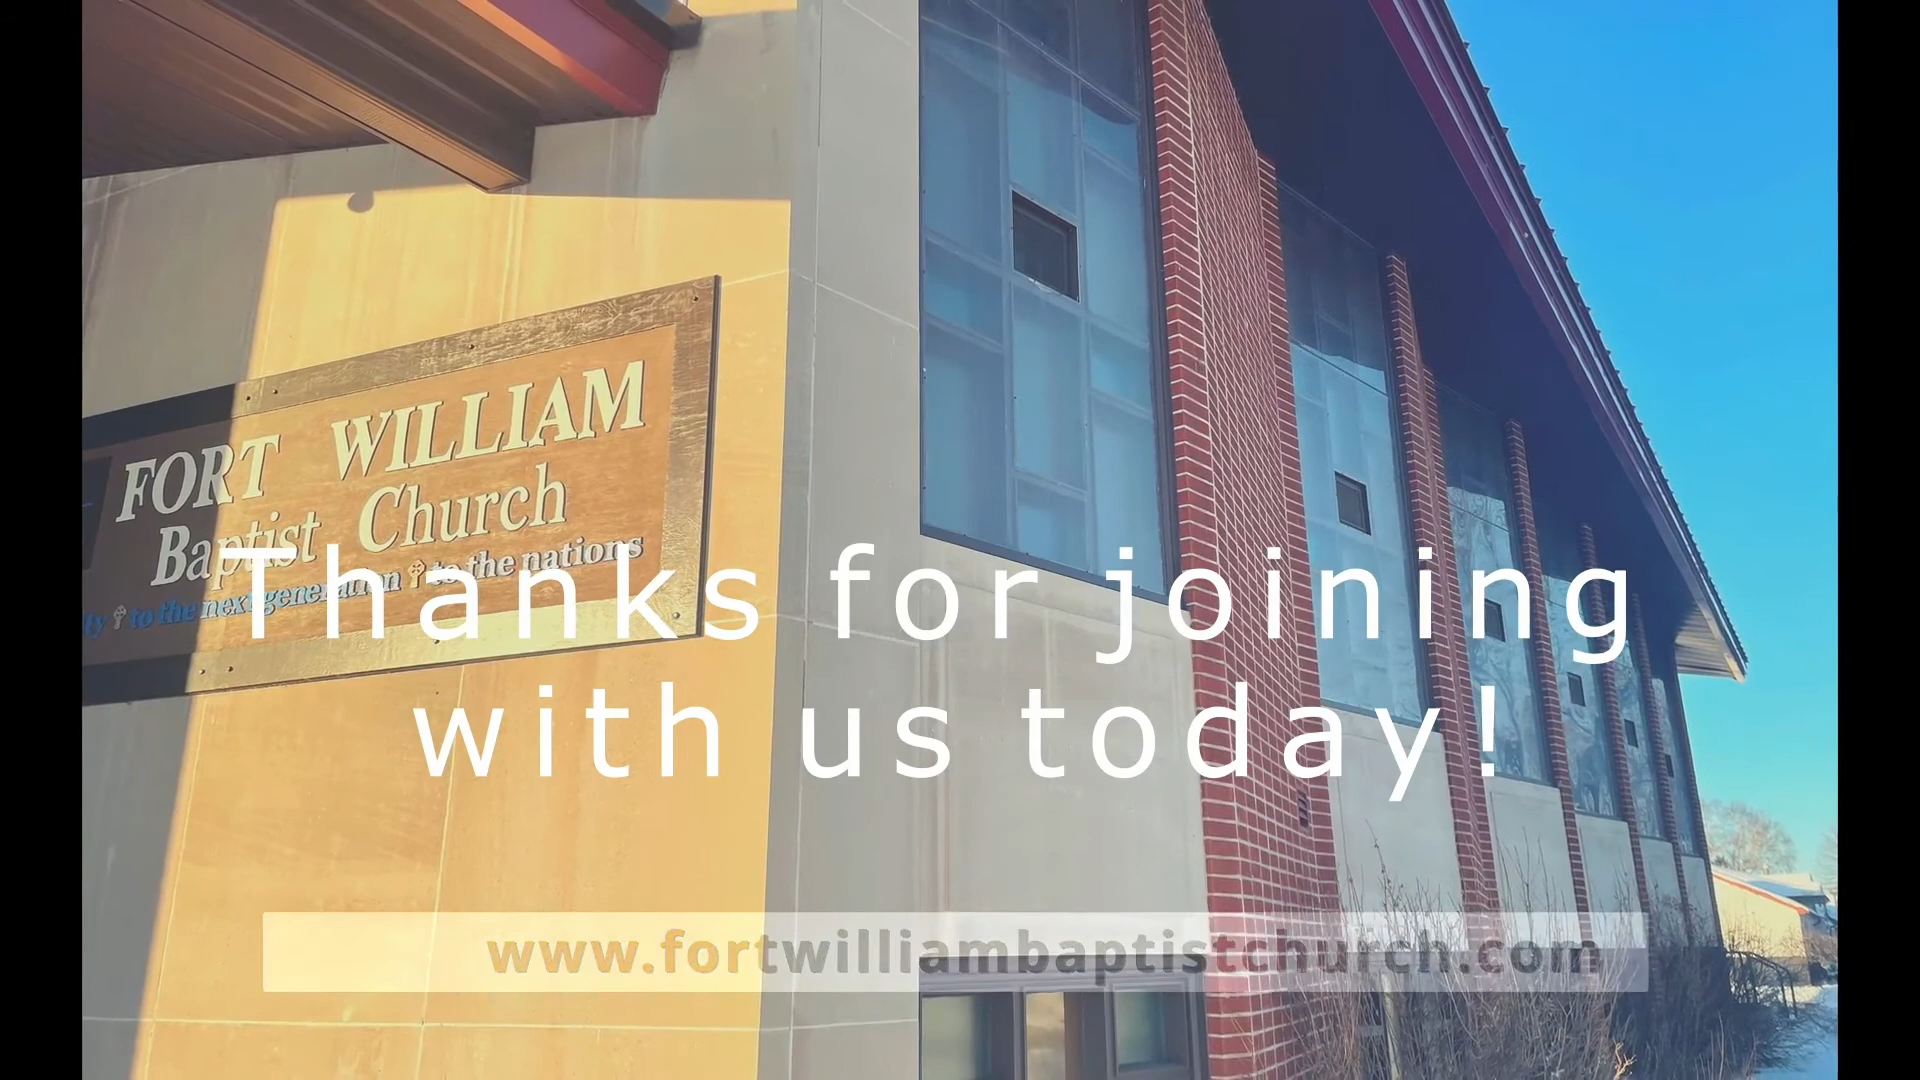 FORT WILLIAM
Baptist Church
to the next generation to the nations
Thanks for joining
with us today!
www.fortwilliambaptistchurch.com